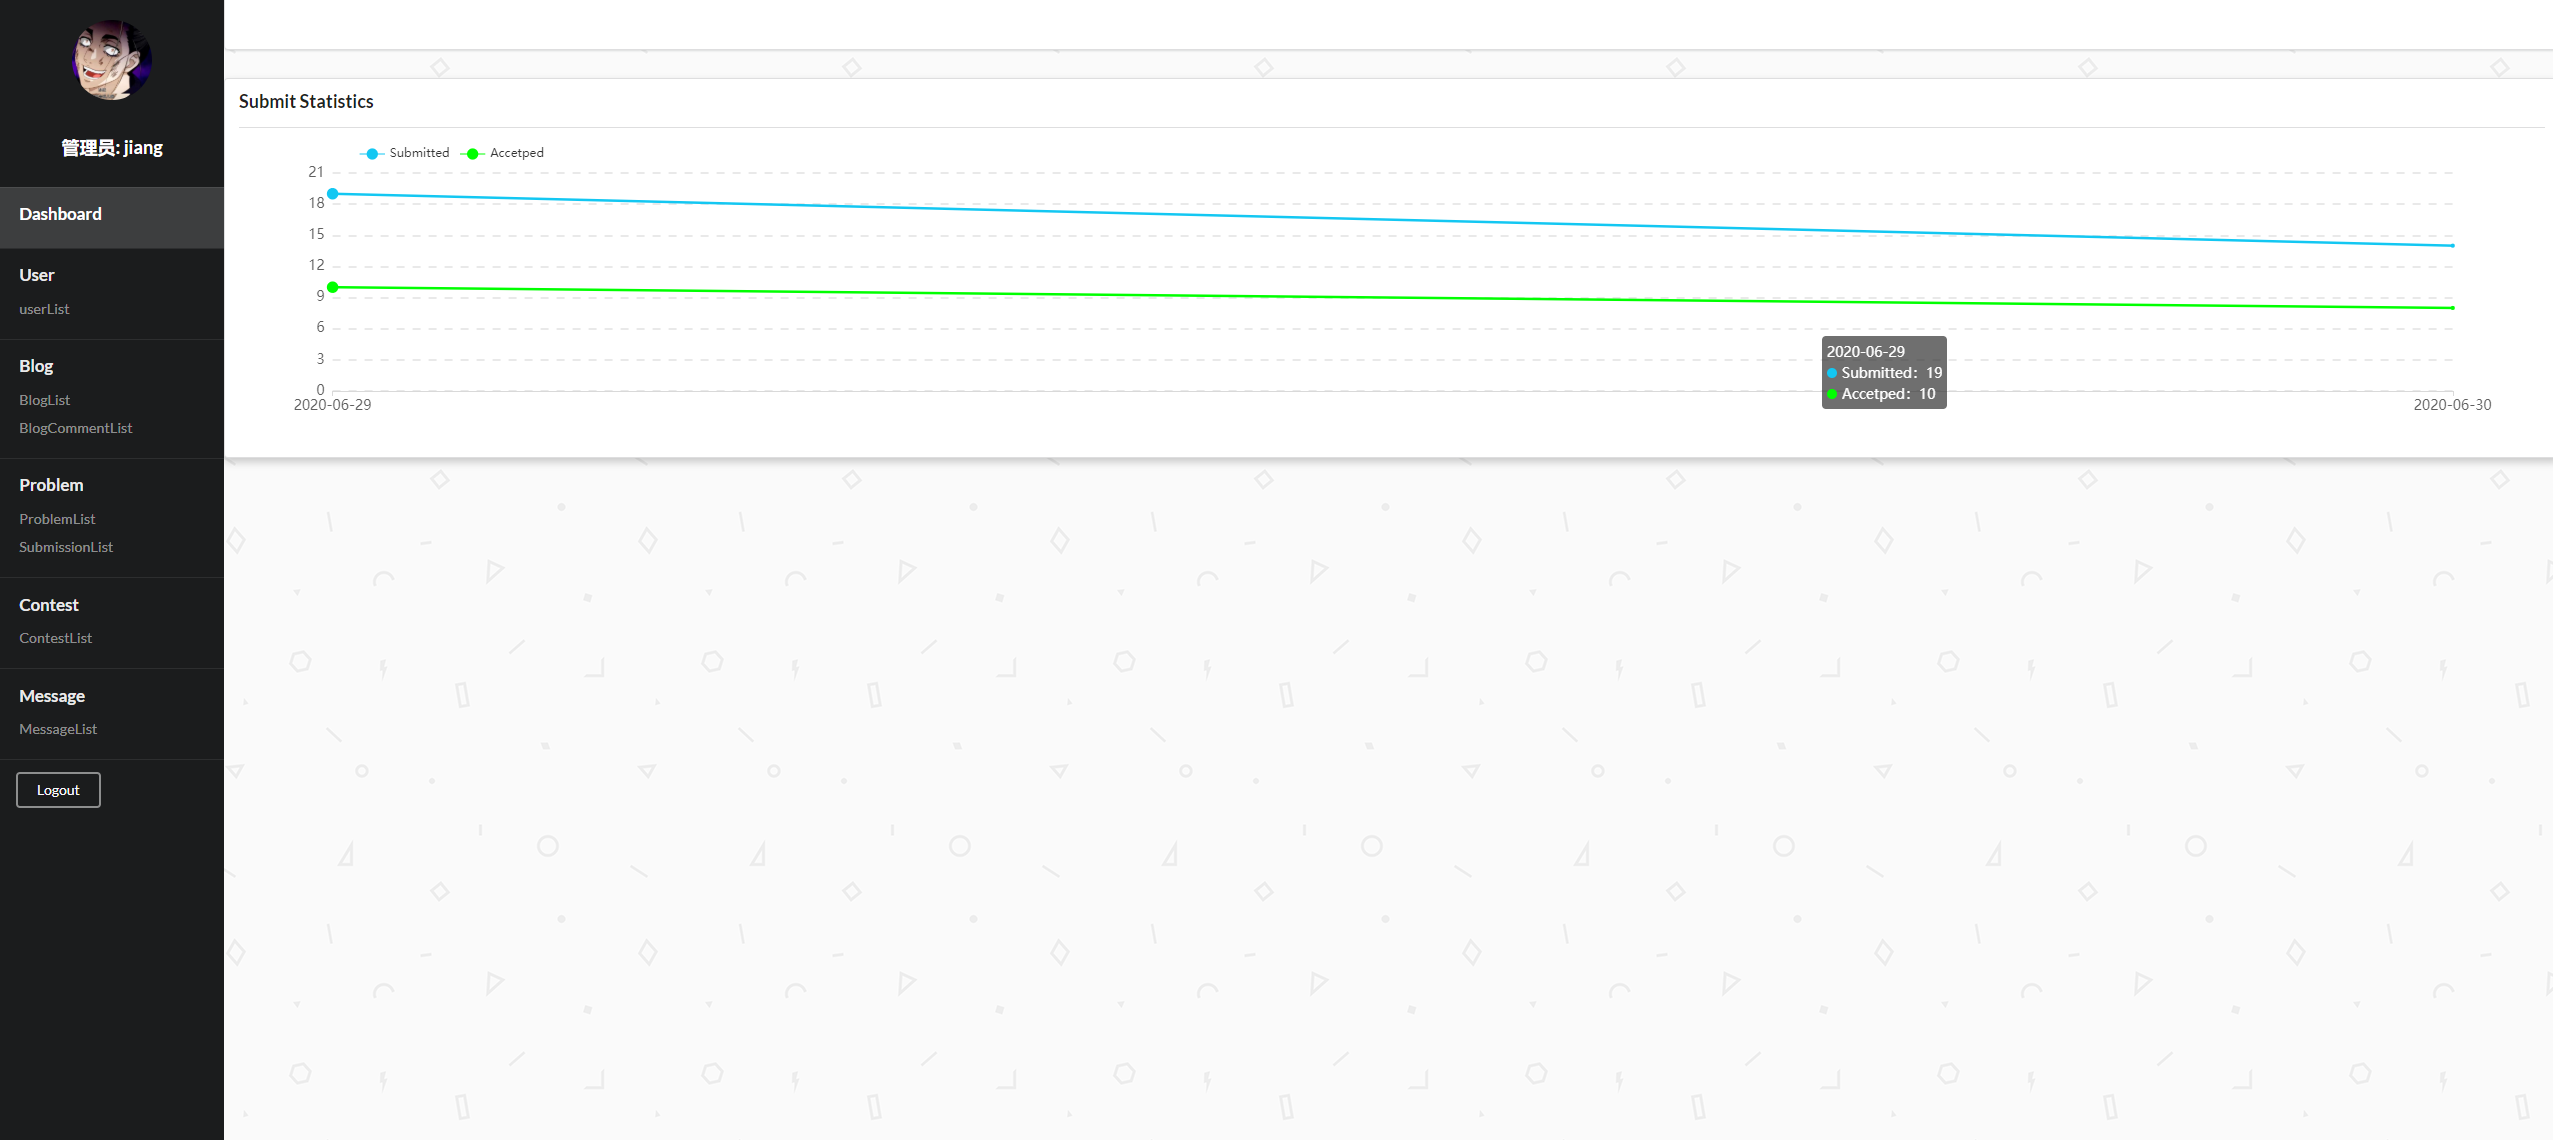 管理员: jiang
Dashboard
User
userList
Blog
BlogList
BlogCommentList
Problem
ProblemList
SubmissionList
Contest
ContestList
Message
MessageList
Logout
Submit Statistics
Submitted Accetped
21
18
15
12
9
6
3
0
2020-06-29 2020-06-30
2020-06-29
Submitted：19
Accetped：10